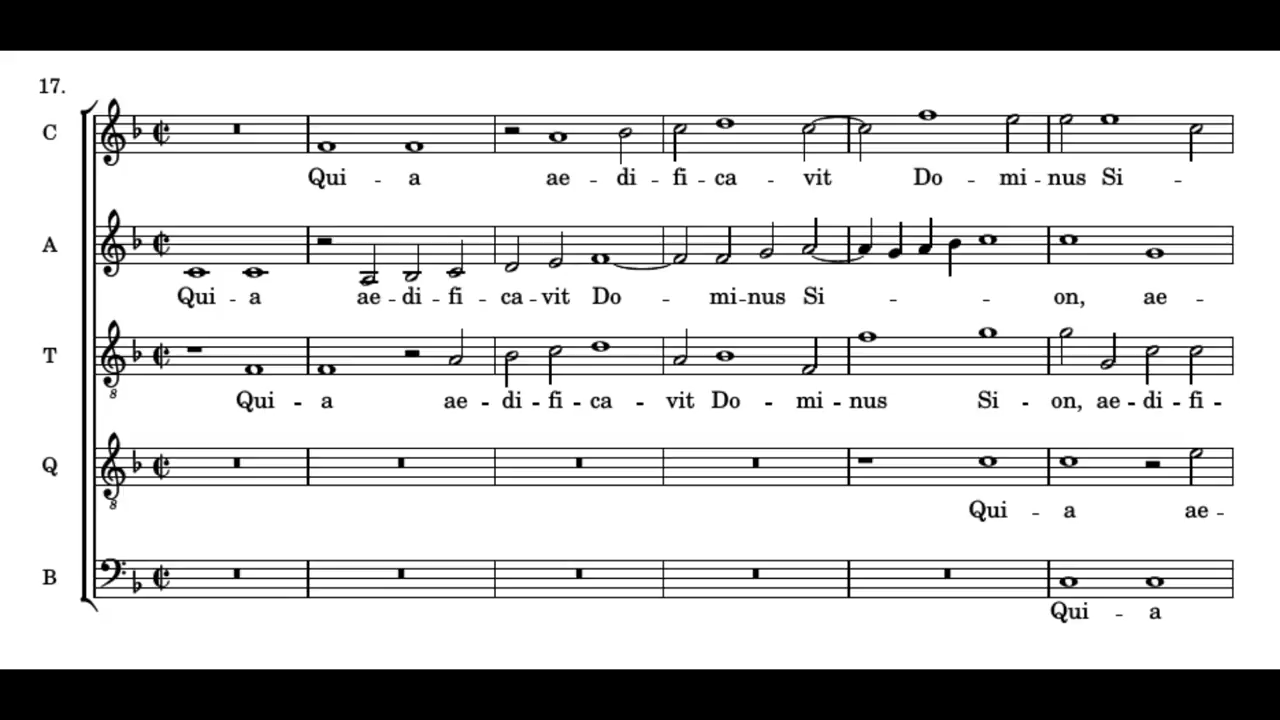 17.
C
Qui - a ae - di - fi - ca - vit Do - mi - nus Si -
A
Qui - a ae - di - fi - ca - vit Do - mi - nus Si - - - on, ae -
T
8
Qui - a ae - di - fi - ca - vit Do - mi - nus Si - on, ae - di - fi -
Q
8
Qui - a ae -
B
Qui - a